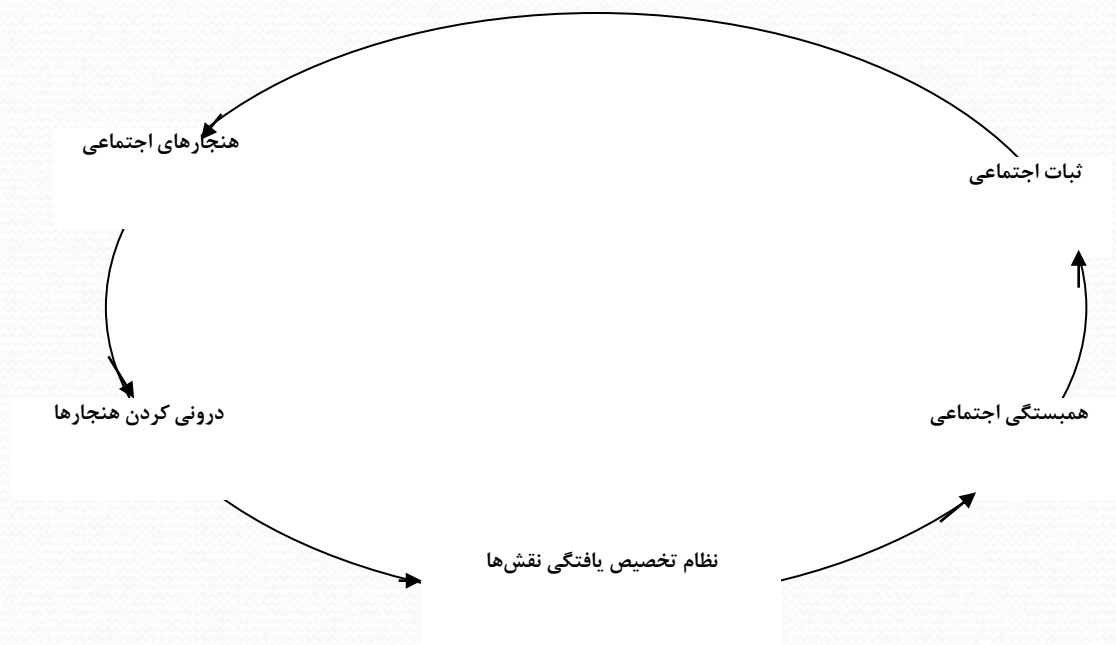 هنجارهای اجتماعی
ثبات اجتماعی
درونی کردن هنجارها
همبستگی اجتماعی
نظام تخصیص یافتگی نقش‌ها